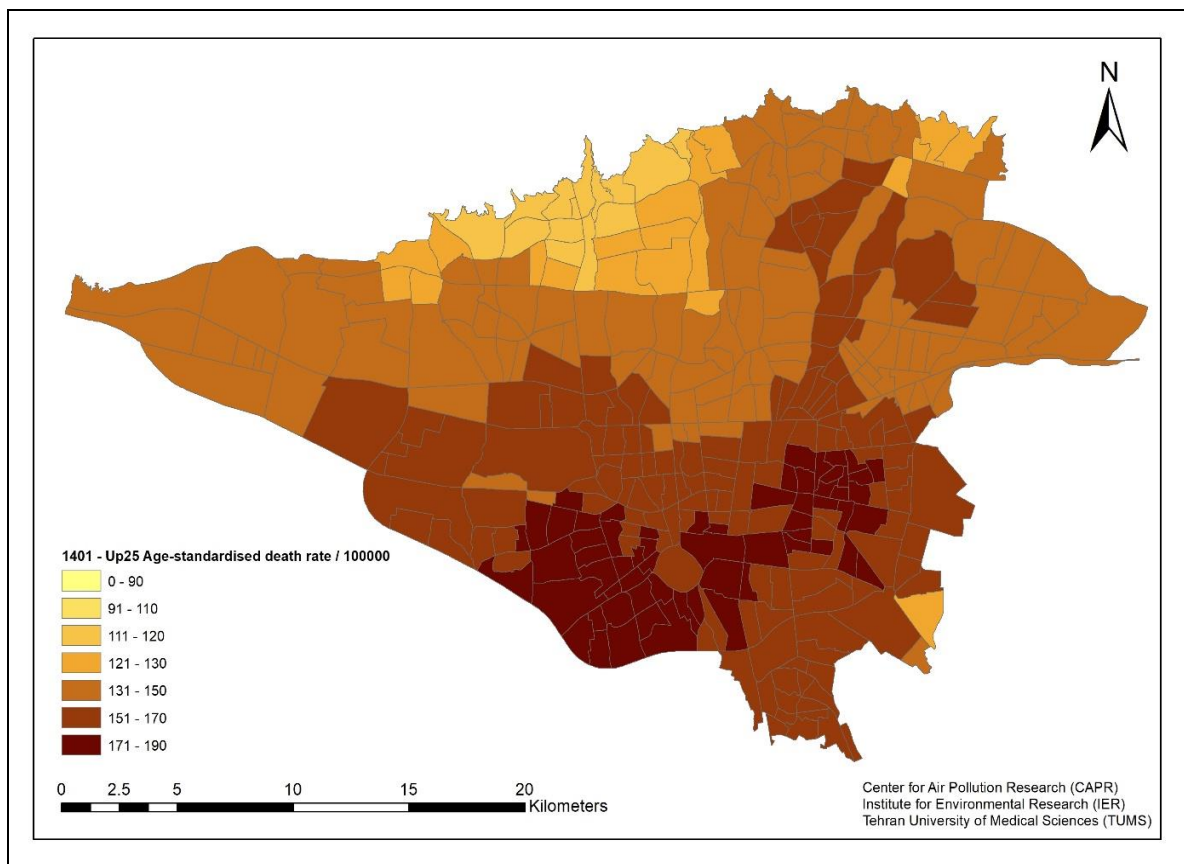 N
1401 - Up25 Age-standardised death rate / 100000
0 - 90
91 - 110
111 - 120
121 - 130
131 - 150
151 - 170
171 - 190
0 2.5 5 10 15 20
Kilometers
Center for Air Pollution Research (CAPR)
Institute for Environmental Research (IER)
Tehran University of Medical Sciences (TUMS)